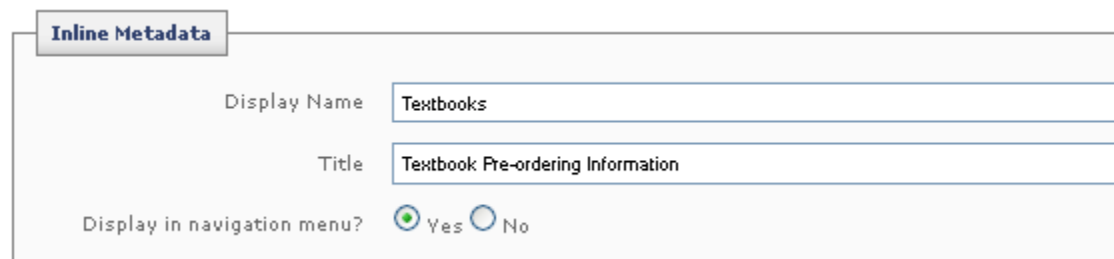 Inline Metadata
Display Name Textbooks
Title Textbook Pre-ordering Information
Display in navigation menu? Yes No